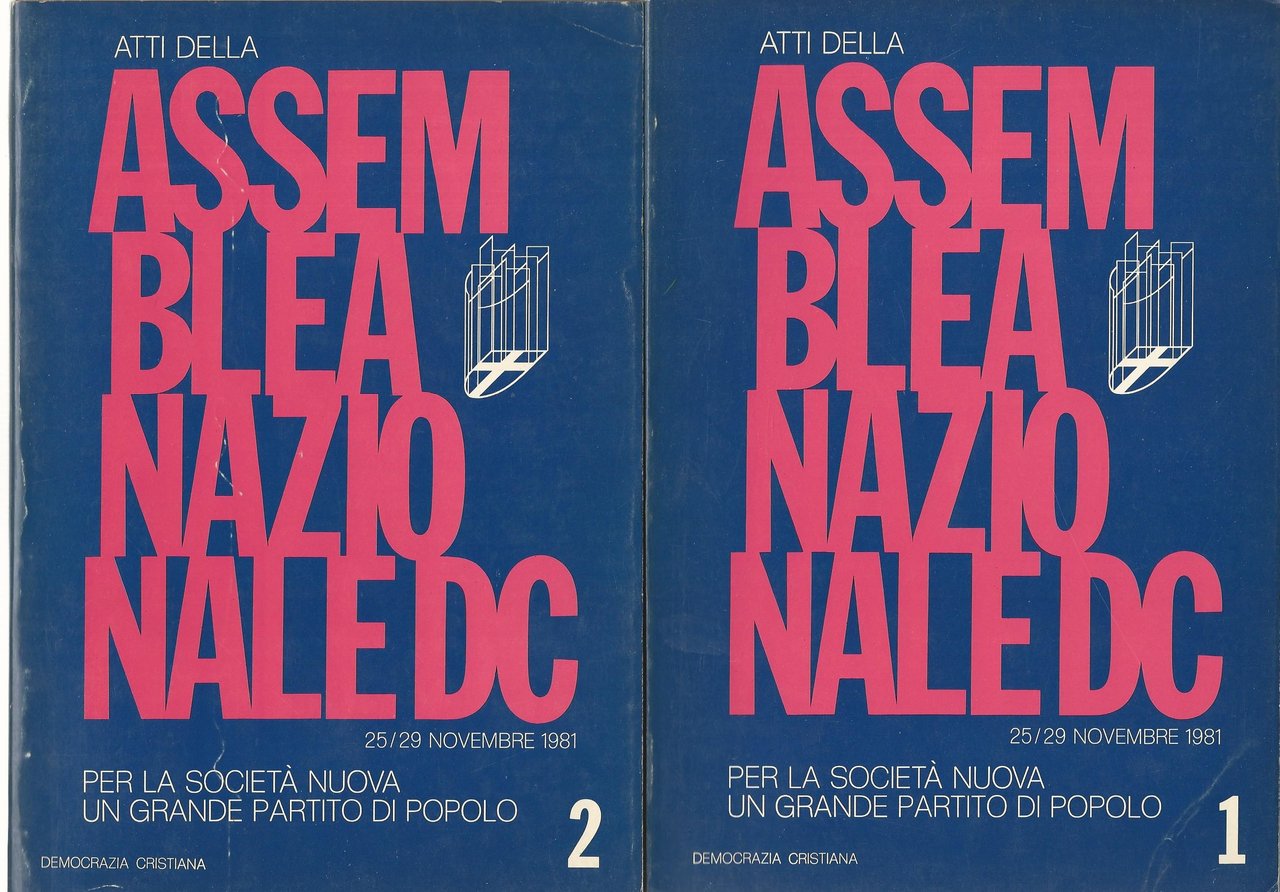 ATTI DELLA
ASSEM
BLEA
NAZIO
NALE DC
25/29 NOVEMBRE 1981
PER LA SOCIETÀ NUOVA
UN GRANDE PARTITO DI POPOLO
2
DEMOCRAZIA CRISTIANA
ATTI DELLA
ASSEM
BLEA
NAZIO
NALE DC
25/29 NOVEMBRE 1981
PER LA SOCIETÀ NUOVA
UN GRANDE PARTITO DI POPOLO
1
DEMOCRAZIA CRISTIANA